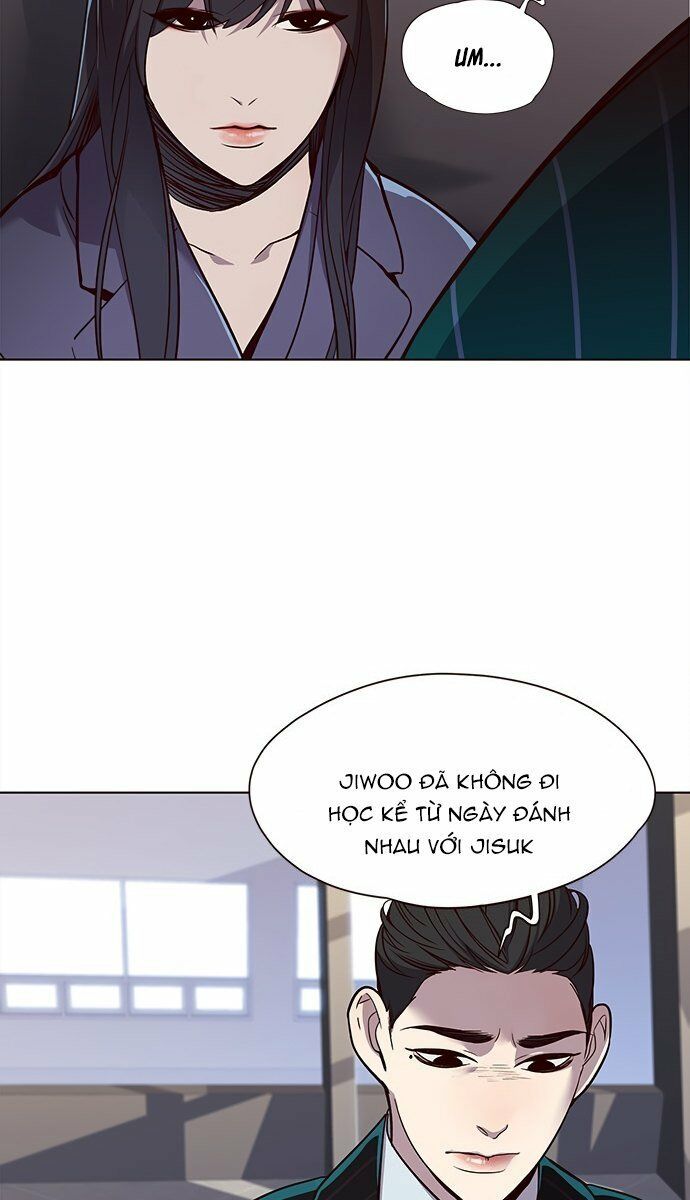 UM...
JIWOO ĐÃ KHÔNG ĐI
HỌC KỂ TỪ NGÀY ĐÁNH
NHAU VỚI JISUK